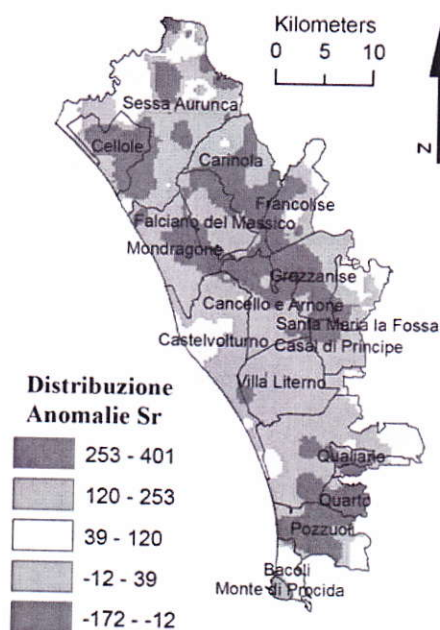 Kilometers
0 5 10
N
Sessa Aurunca
Cellole
Carinola
Francolise
Falciano del Massico
Mondragone
Grazzanise
Cancello e Arnone
Santa Maria la Fossa
Castelvolturno
Casal di Principe
Villa Literno
Distribuzione
Anomalie Sr
253 - 401
120 - 253
39 - 120
-12 - 39
-172 - -12
Qualiano
Quarto
Pozzuoli
Bacoli
Monte di Procida